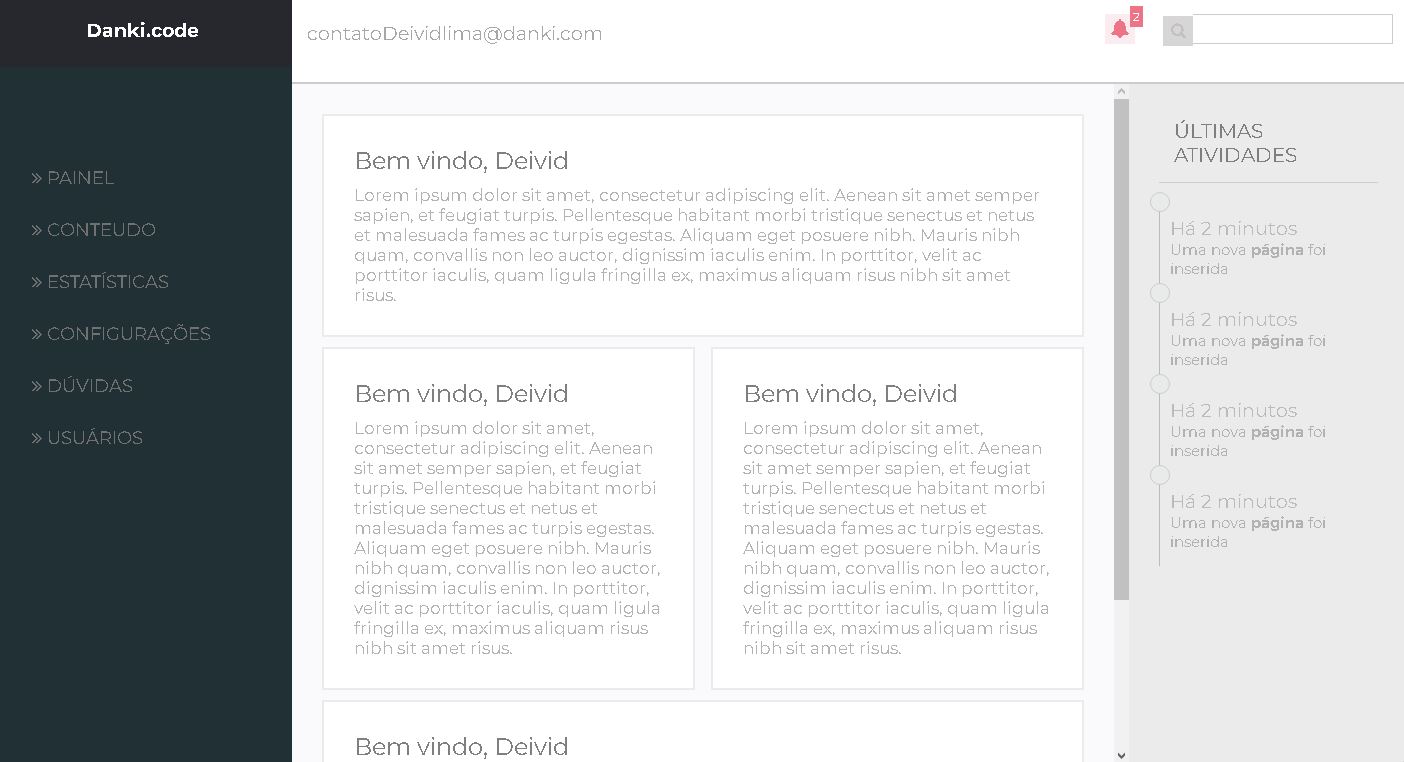 Danki.code
contatoDeividlima@danki.com
2
» PAINEL
» CONTEUDO
» ESTATÍSTICAS
» CONFIGURAÇÕES
» DÚVIDAS
» USUÁRIOS
Bem vindo, Deivid
Lorem ipsum dolor sit amet, consectetur adipiscing elit. Aenean sit amet semper
sapien, et feugiat turpis. Pellentesque habitant morbi tristique senectus et netus
et malesuada fames ac turpis egestas. Aliquam eget posuere nibh. Mauris nibh
quam, convallis non leo auctor, dignissim iaculis enim. In porttitor, velit ac
porttitor iaculis, quam ligula fringilla ex, maximus aliquam risus nibh sit amet
risus.
Bem vindo, Deivid
Lorem ipsum dolor sit amet,
consectetur adipiscing elit. Aenean
sit amet semper sapien, et feugiat
turpis. Pellentesque habitant morbi
tristique senectus et netus et
malesuada fames ac turpis egestas.
Aliquam eget posuere nibh. Mauris
nibh quam, convallis non leo auctor,
dignissim iaculis enim. In porttitor,
velit ac porttitor iaculis, quam ligula
fringilla ex, maximus aliquam risus
nibh sit amet risus.
Bem vindo, Deivid
Lorem ipsum dolor sit amet,
consectetur adipiscing elit. Aenean
sit amet semper sapien, et feugiat
turpis. Pellentesque habitant morbi
tristique senectus et netus et
malesuada fames ac turpis egestas.
Aliquam eget posuere nibh. Mauris
nibh quam, convallis non leo auctor,
dignissim iaculis enim. In porttitor,
velit ac porttitor iaculis, quam ligula
fringilla ex, maximus aliquam risus
nibh sit amet risus.
Bem vindo, Deivid
ÚLTIMAS
ATIVIDADES
Há 2 minutos
Uma nova página foi
inserida
Há 2 minutos
Uma nova página foi
inserida
Há 2 minutos
Uma nova página foi
inserida
Há 2 minutos
Uma nova página foi
inserida